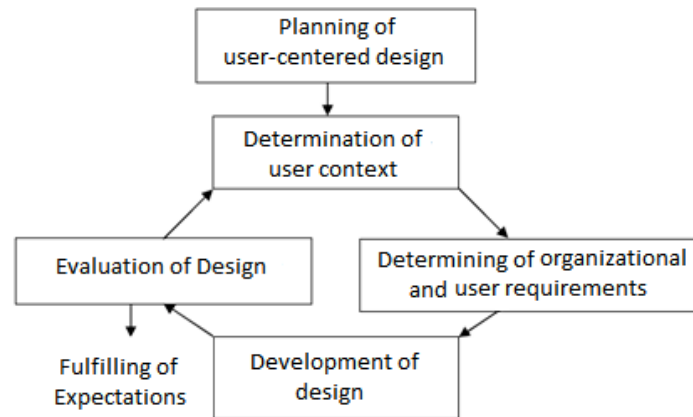 Planning of
user-centered design
Determination of
user context
Evaluation of Design
Determining of organizational
and user requirements
Development of
design
Fulfilling of
Expectations